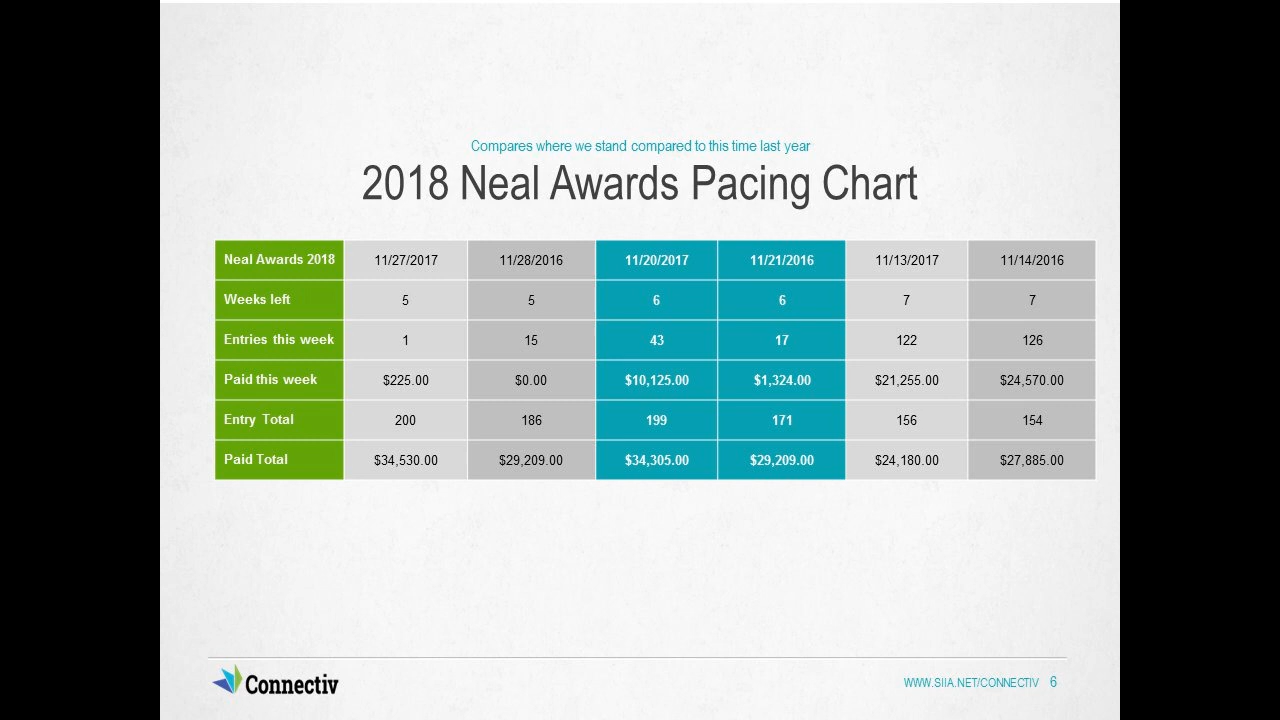 Compares where we stand compared to this time last year
2018 Neal Awards Pacing Chart
Neal Awards 2018 11/27/2017 11/28/2016 11/20/2017 11/21/2016 11/13/2017 11/14/2016
Weeks left 5 5 6 6 7 7
Entries this week 1 15 43 17 122 126
Paid this week $225.00 $0.00 $10,125.00 $1,324.00 $21,255.00 $24,570.00
Entry Total 200 186 199 171 156 154
Paid Total $34,530.00 $29,209.00 $34,305.00 $29,209.00 $24,180.00 $27,885.00
Connectiv
WWW.SIIA.NET/CONNECTIV 6